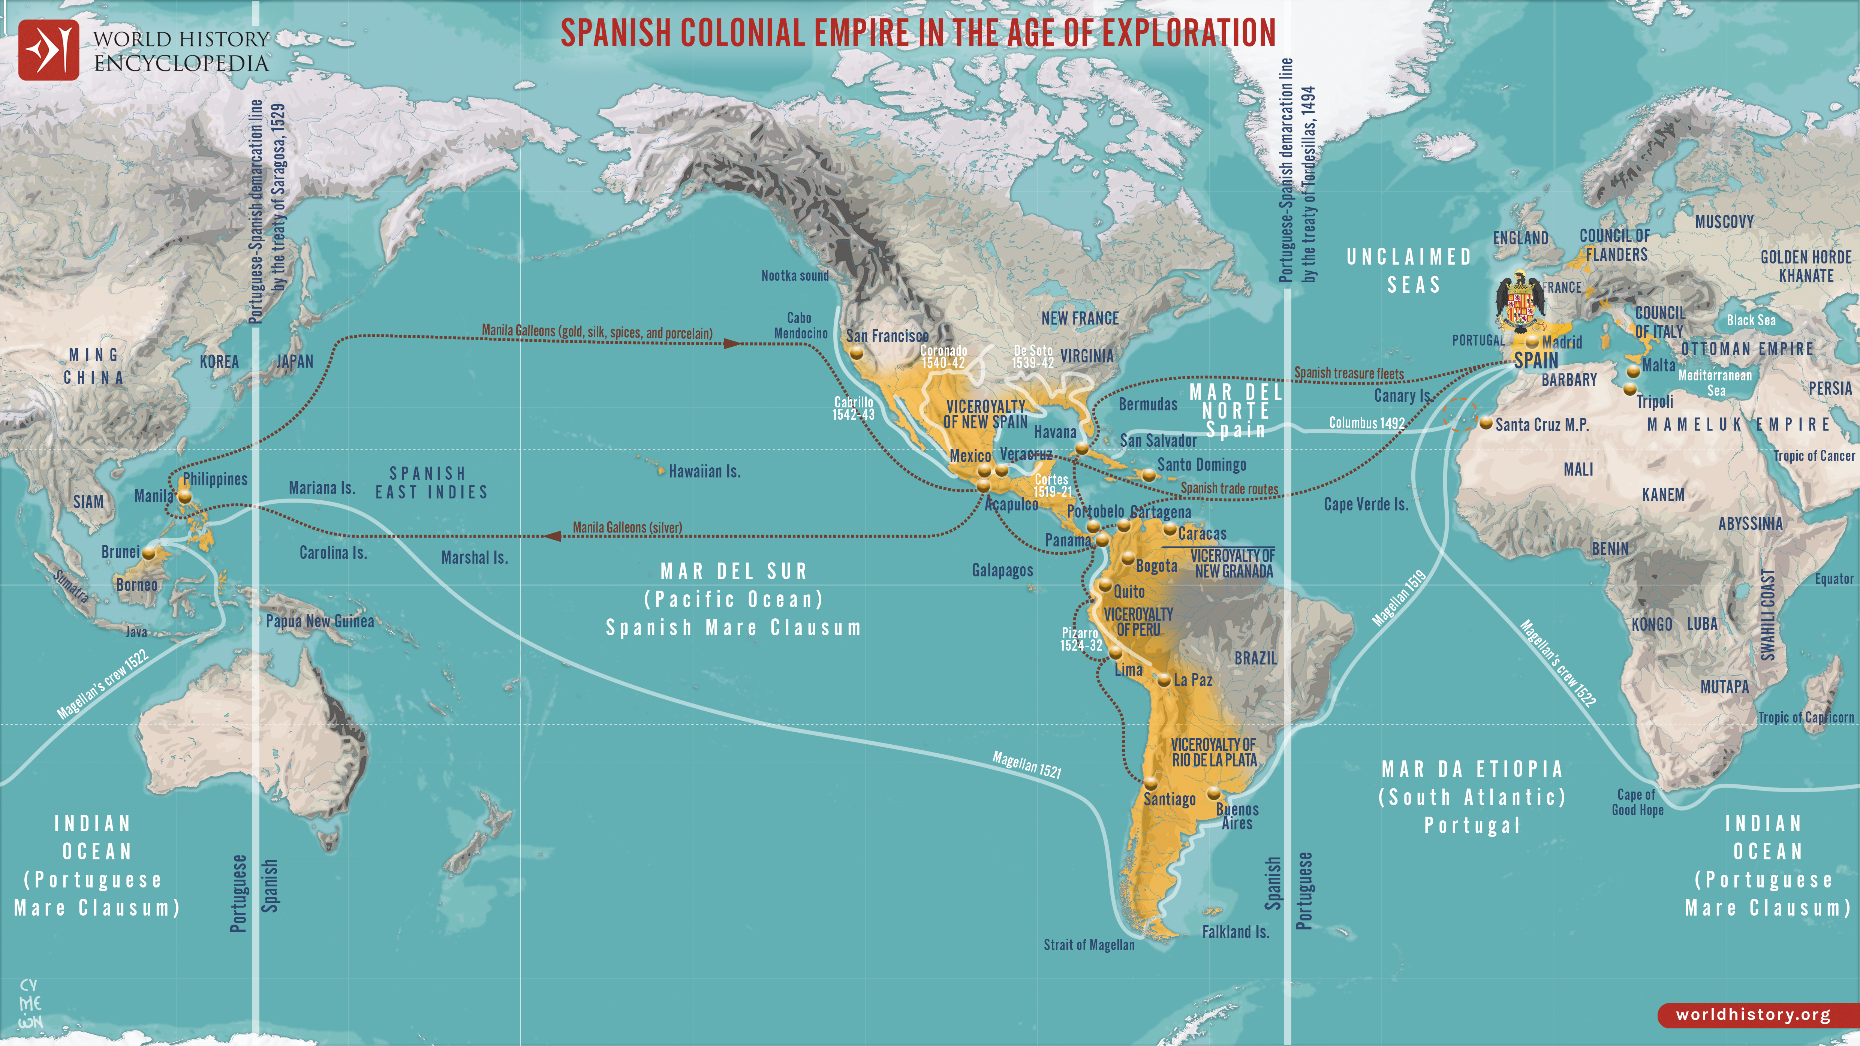 SPANISH COLONIAL EMPIRE IN THE AGE OF EXPLORATION
WORLD HISTORY
ENCYCLOPEDIA
Portuguese-Spanish demarcation line
by the treaty of Saragosa, 1529
Portuguese-Spanish demarcation line
by the treaty of Tordesillas, 1494
UNCLAIMED
SEAS
ENGLAND
COUNCIL OF
FLANDERS
MUSCOVY
GOLDEN HORDE
KHANATE
FRANCE
COUNCIL
OF ITALY
Black Sea
OTTOMAN EMPIRE
PORTUGAL
Madrid
SPAIN
Malta
Mediterranean
Sea
BARBARY
PERSIA
Tripoli
Canary Is.
Santa Cruz M.P.
MAMELUK EMPIRE
Tropic of Cancer
MALI
KANEM
ABYSSINIA
BENIN
Equator
KONGO
LUBA
SWAHILI COAST
MUTAPA
Tropic of Capricorn
Cape of
Good Hope
Nootka sound
Cabo
Mendocino
San Francisco
NEW FRANCE
Coronado
1540-42
De Soto
1539-42
VIRGINIA
Cabrillo
1542-43
VICEROYALTY
OF NEW SPAIN
Bermudas
MAR DEL
NORTE
Spain
Spanish treasure fleets
Columbus 1492
Havana
San Salvador
Mexico
Veracruz
Santo Domingo
Cortes
1519-21
Spanish trade routes
Cape Verde Is.
Acapulco
Portobelo
Cartagena
Panama
Caracas
VICEROYALTY OF
NEW GRANADA
Bogota
Galapagos
Quito
VICEROYALTY
OF PERU
Pizarro
1524-32
Lima
La Paz
BRAZIL
VICEROYALTY OF
RIO DE LA PLATA
Santiago
Buenos
Aires
Strait of Magellan
Falkland Is.
Magellan 1519
Magellan's crew 1522
Magellan 1521
MAR DA ETIOPIA
(South Atlantic)
Portugal
Spanish
Portuguese
INDIAN
OCEAN
(Portuguese
Mare Clausum)
MING
CHINA
KOREA
JAPAN
Manila Galleons (gold, silk, spices, and porcelain)
Hawaiian Is.
Philippines
Manila
SIAM
Mariana Is.
SPANISH
EAST INDIES
Manila Galleons (silver)
Brunei
Borneo
Sumatra
Java
Carolina Is.
Marshal Is.
MAR DEL SUR
(Pacific Ocean)
Spanish Mare Clausum
Papua New Guinea
Magellan's crew 1522
INDIAN
OCEAN
(Portuguese
Mare Clausum)
Portuguese
Spanish
CY
ME
ON
worldhistory.org